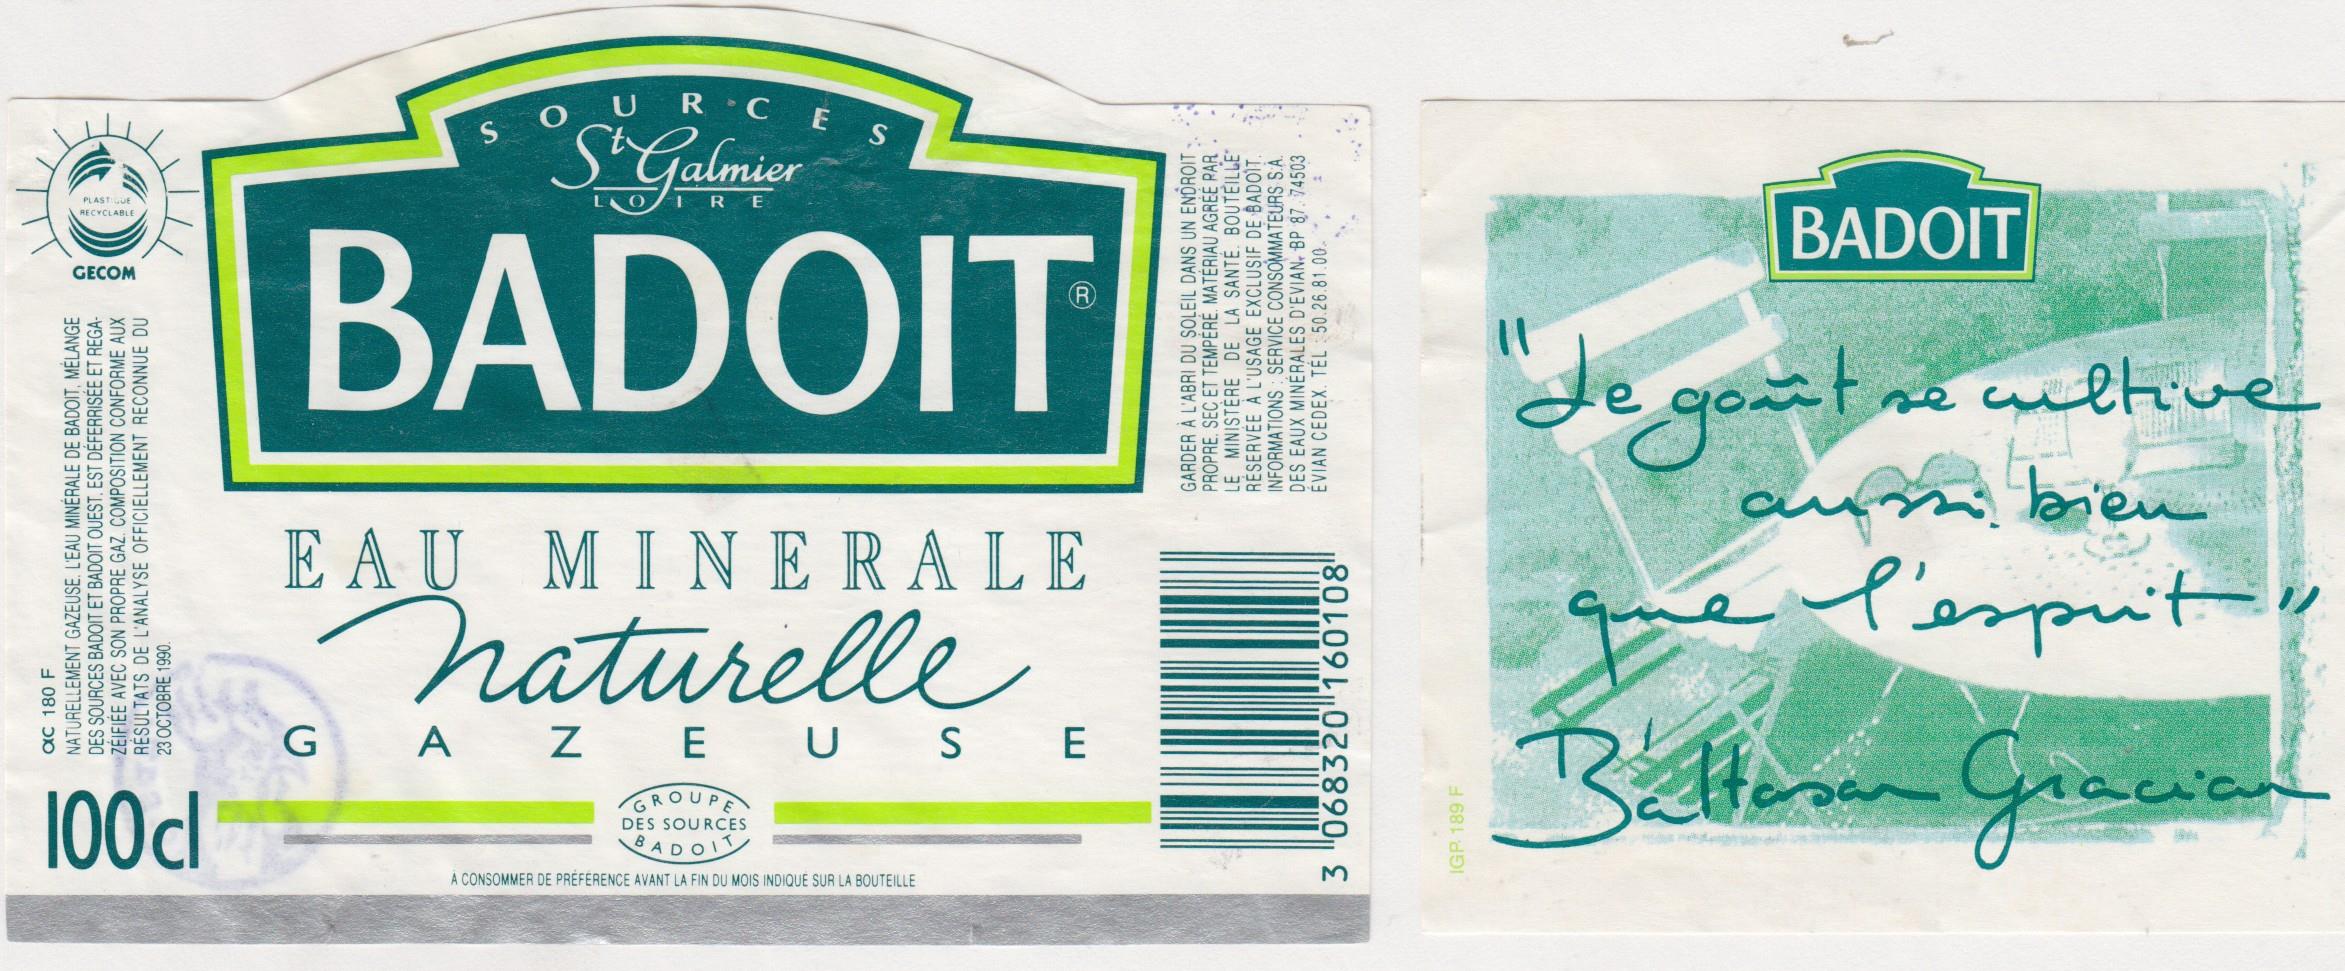 PLASTIQUE
RECYCLABLE
GECOM
SOURCES
St Galmier
LOIRE
BADOIT®
EAU MINERALE
Naturelle
GAZEUSE
αc 180 F
NATURELLEMENT GAZEUSE. L'EAU MINÉRALE DE BADOIT, MÉLANGE
DES SOURCES BADOIT ET BADOIT OUEST, EST DÉFERRISÉE ET REGA-
ZÉIFIÉE AVEC SON PROPRE GAZ. COMPOSITION CONFORME AUX
RÉSULTATS DE L'ANALYSE OFFICIELLEMENT RECONNUE DU
23 OCTOBRE 1990.
100cl
GROUPE
DES SOURCES
BADOIT
À CONSOMMER DE PRÉFÉRENCE AVANT LA FIN DU MOIS INDIQUÉ SUR LA BOUTEILLE
GARDER À L'ABRI DU SOLEIL DANS UN ENDROIT
PROPRE, SEC ET TEMPÉRÉ. MATÉRIAU AGRÉÉ PAR
LE MINISTÈRE DE LA SANTÉ. BOUTEILLE
RÉSERVÉE À L'USAGE EXCLUSIF DE BADOIT.
INFORMATIONS : SERVICE CONSOMMATEURS S.A.
DES EAUX MINÉRALES D'EVIAN. BP 87. 74503
ÉVIAN CEDEX. TÉL. 50.26.81.00.
3 068320 160108
BADOIT
"Le goût se cultive
aussi bien
que l'esprit"
Baltasar Gracian
IGP 189 F